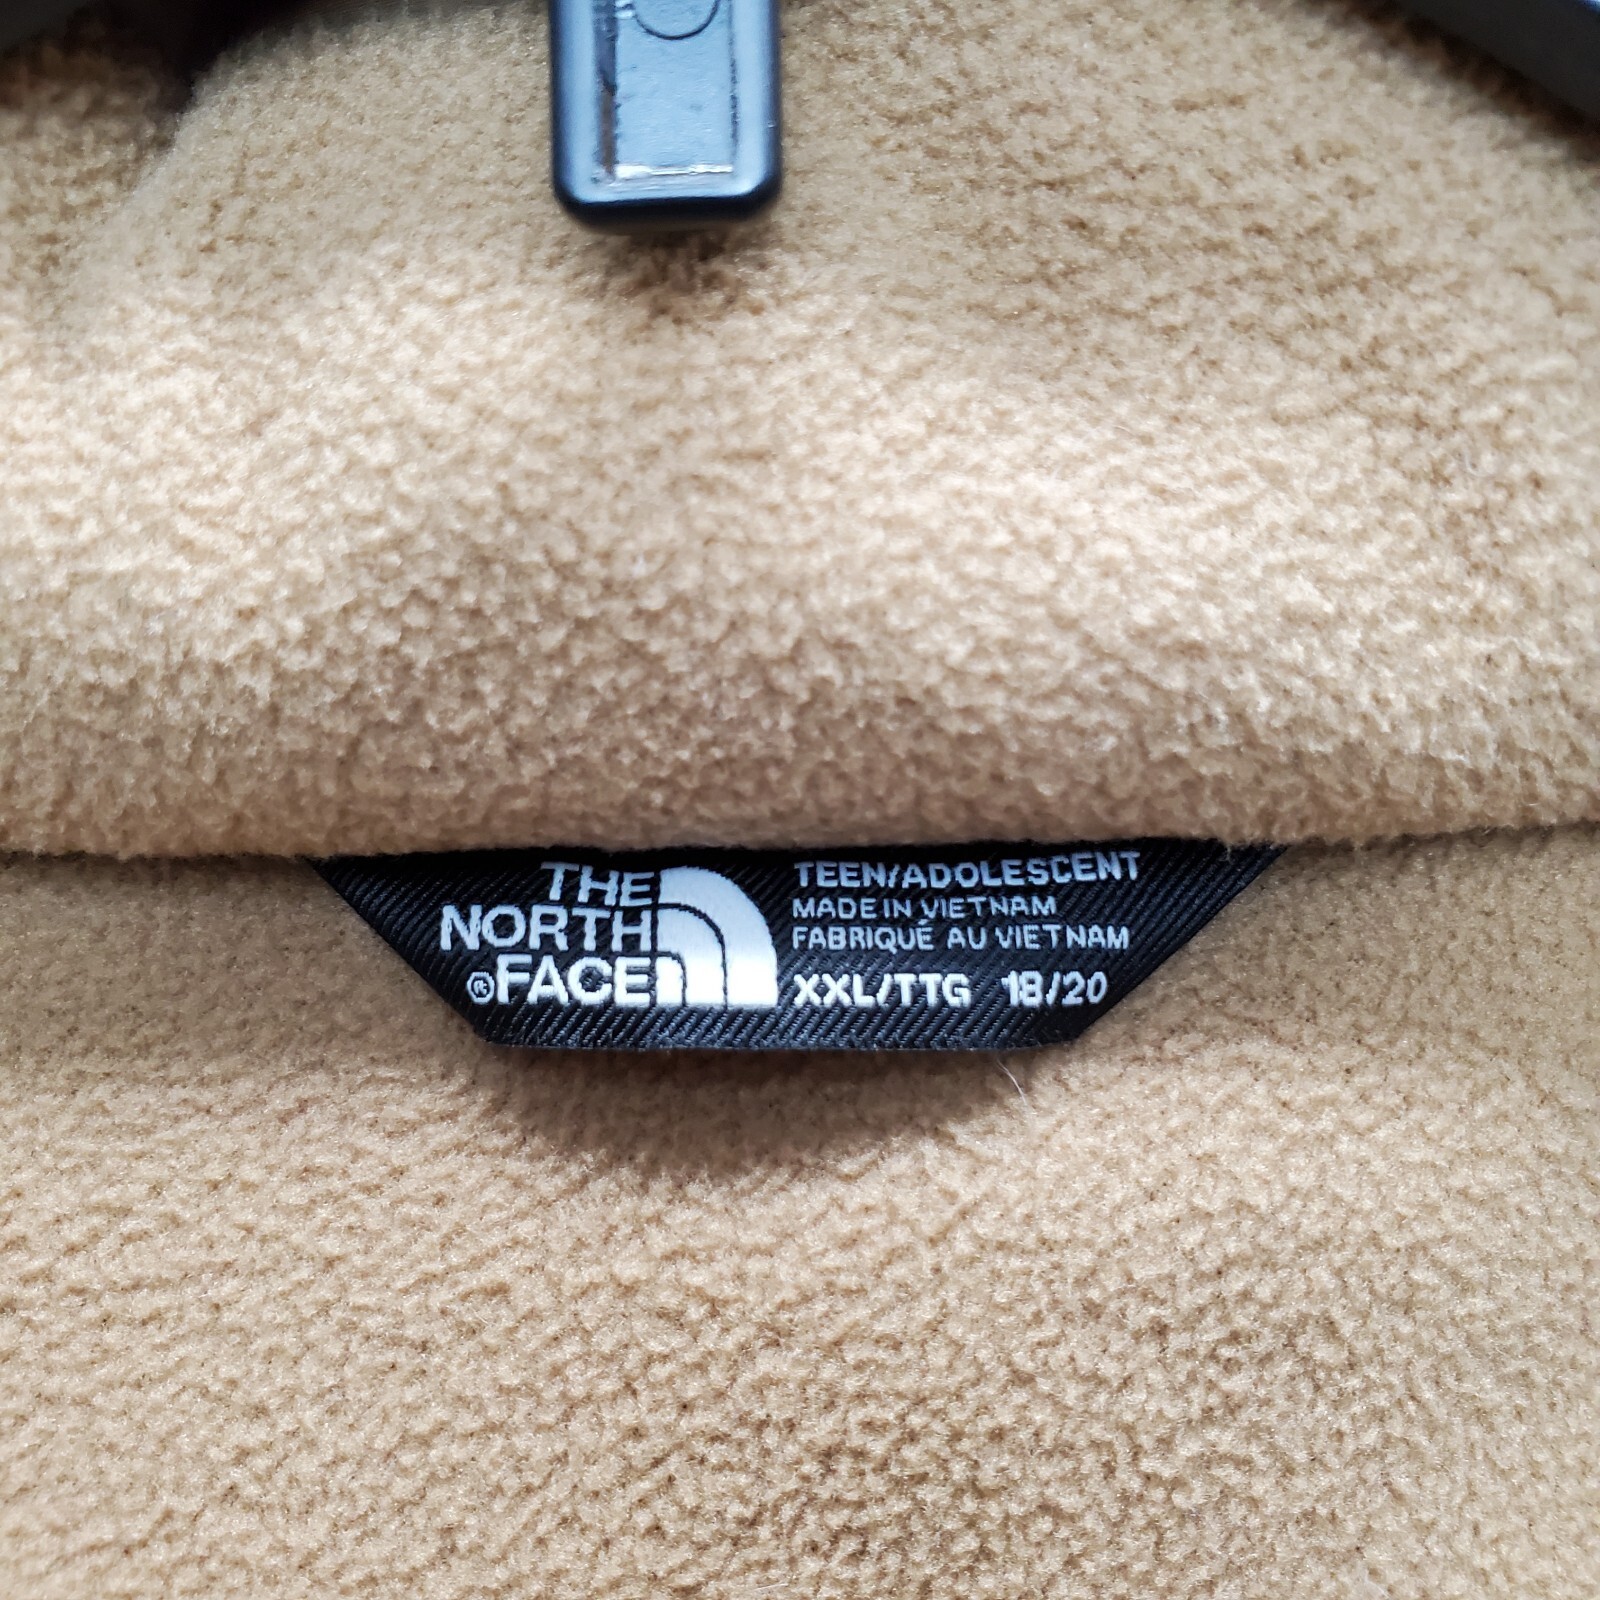 THE
NORTH
®FACE
TEEN/ADOLESCENT
MADE IN VIETNAM
FABRIQUÉ AU VIETNAM
XXL/TTG 18/20